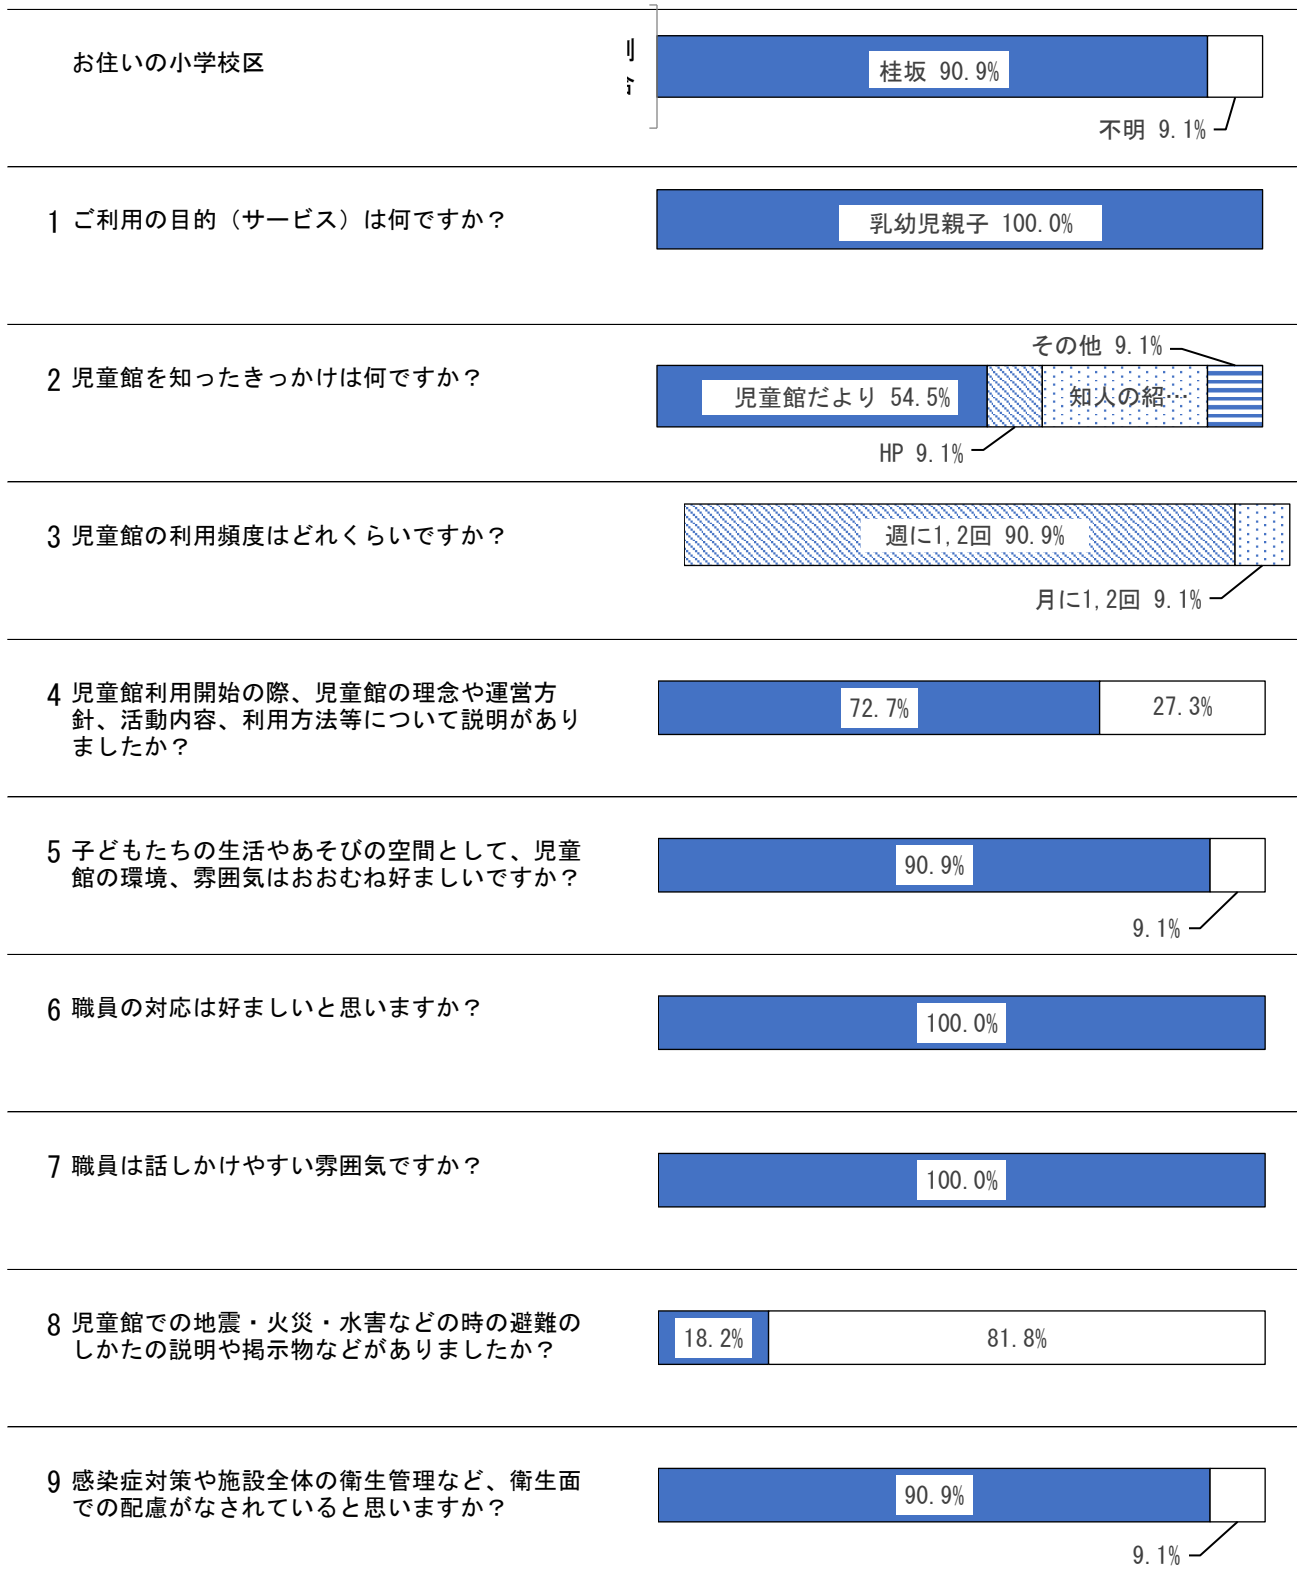 お住いの小学校区
桂坂 90.9%
不明 9.1%
1 ご利用の目的（サービス）は何ですか？
乳幼児親子 100.0%
2 児童館を知ったきっかけは何ですか？
その他 9.1%
児童館だより 54.5%
知人の紹…
HP 9.1%
3 児童館の利用頻度はどれくらいですか？
週に1,2回 90.9%
月に1,2回 9.1%
4 児童館利用開始の際、児童館の理念や運営方
針、活動内容、利用方法等について説明があり
ましたか？
72.7%
27.3%
5 子どもたちの生活やあそびの空間として、児童
館の環境、雰囲気はおおむね好ましいですか？
90.9%
9.1%
6 職員の対応は好ましいと思いますか？
100.0%
7 職員は話しかけやすい雰囲気ですか？
100.0%
8 児童館での地震・火災・水害などの時の避難の
しかたの説明や掲示物などがありましたか？
18.2%
81.8%
9 感染症対策や施設全体の衛生管理など、衛生面
での配慮がなされていると思いますか？
90.9%
9.1%